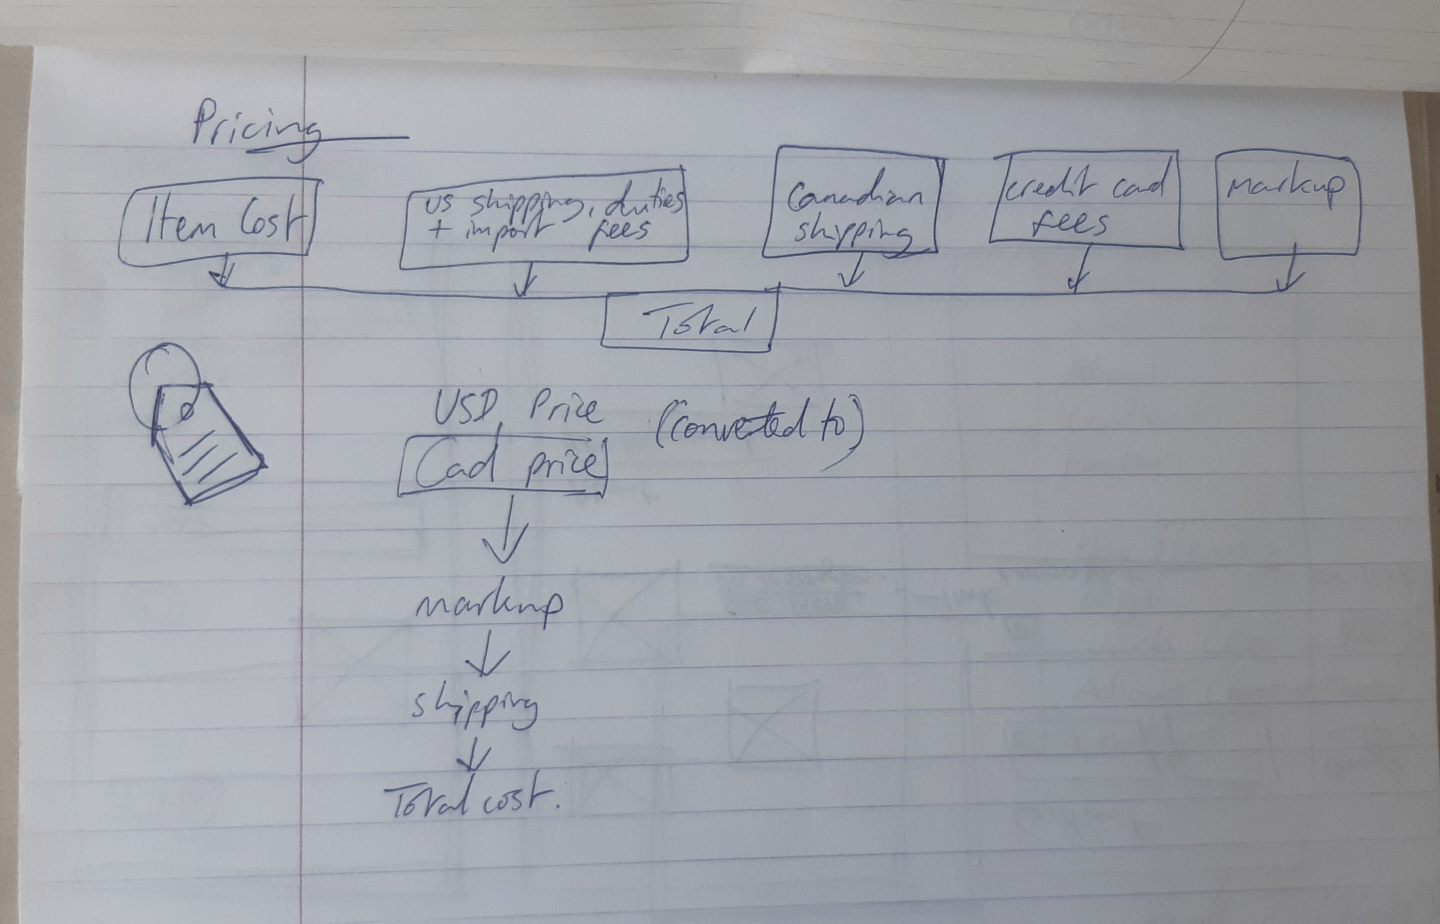 Pricing
Item Cost
US shipping, duties
+ import fees
Canadian
shipping
credit card
fees
markup
Total
USD Price (converted to)
Cad price
markup
shipping
Total cost.